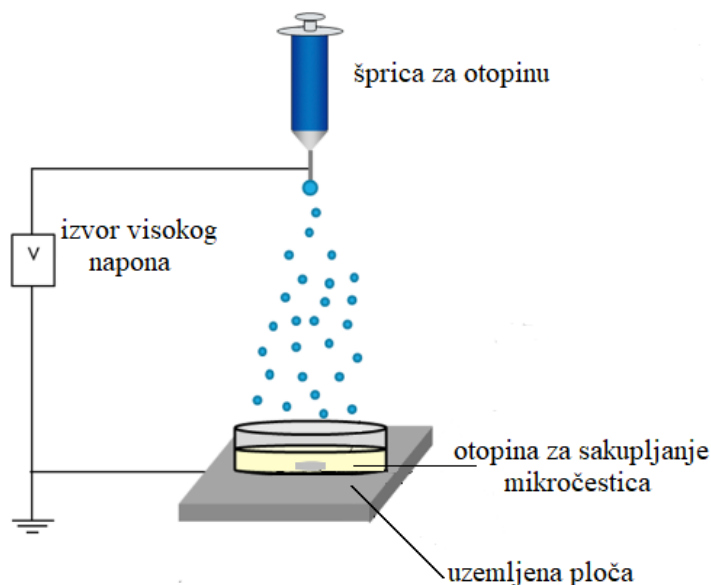 šprica za otopinu
izvor visokog
napona
V
otopina za sakupljanje
mikročestica
uzemljena ploča